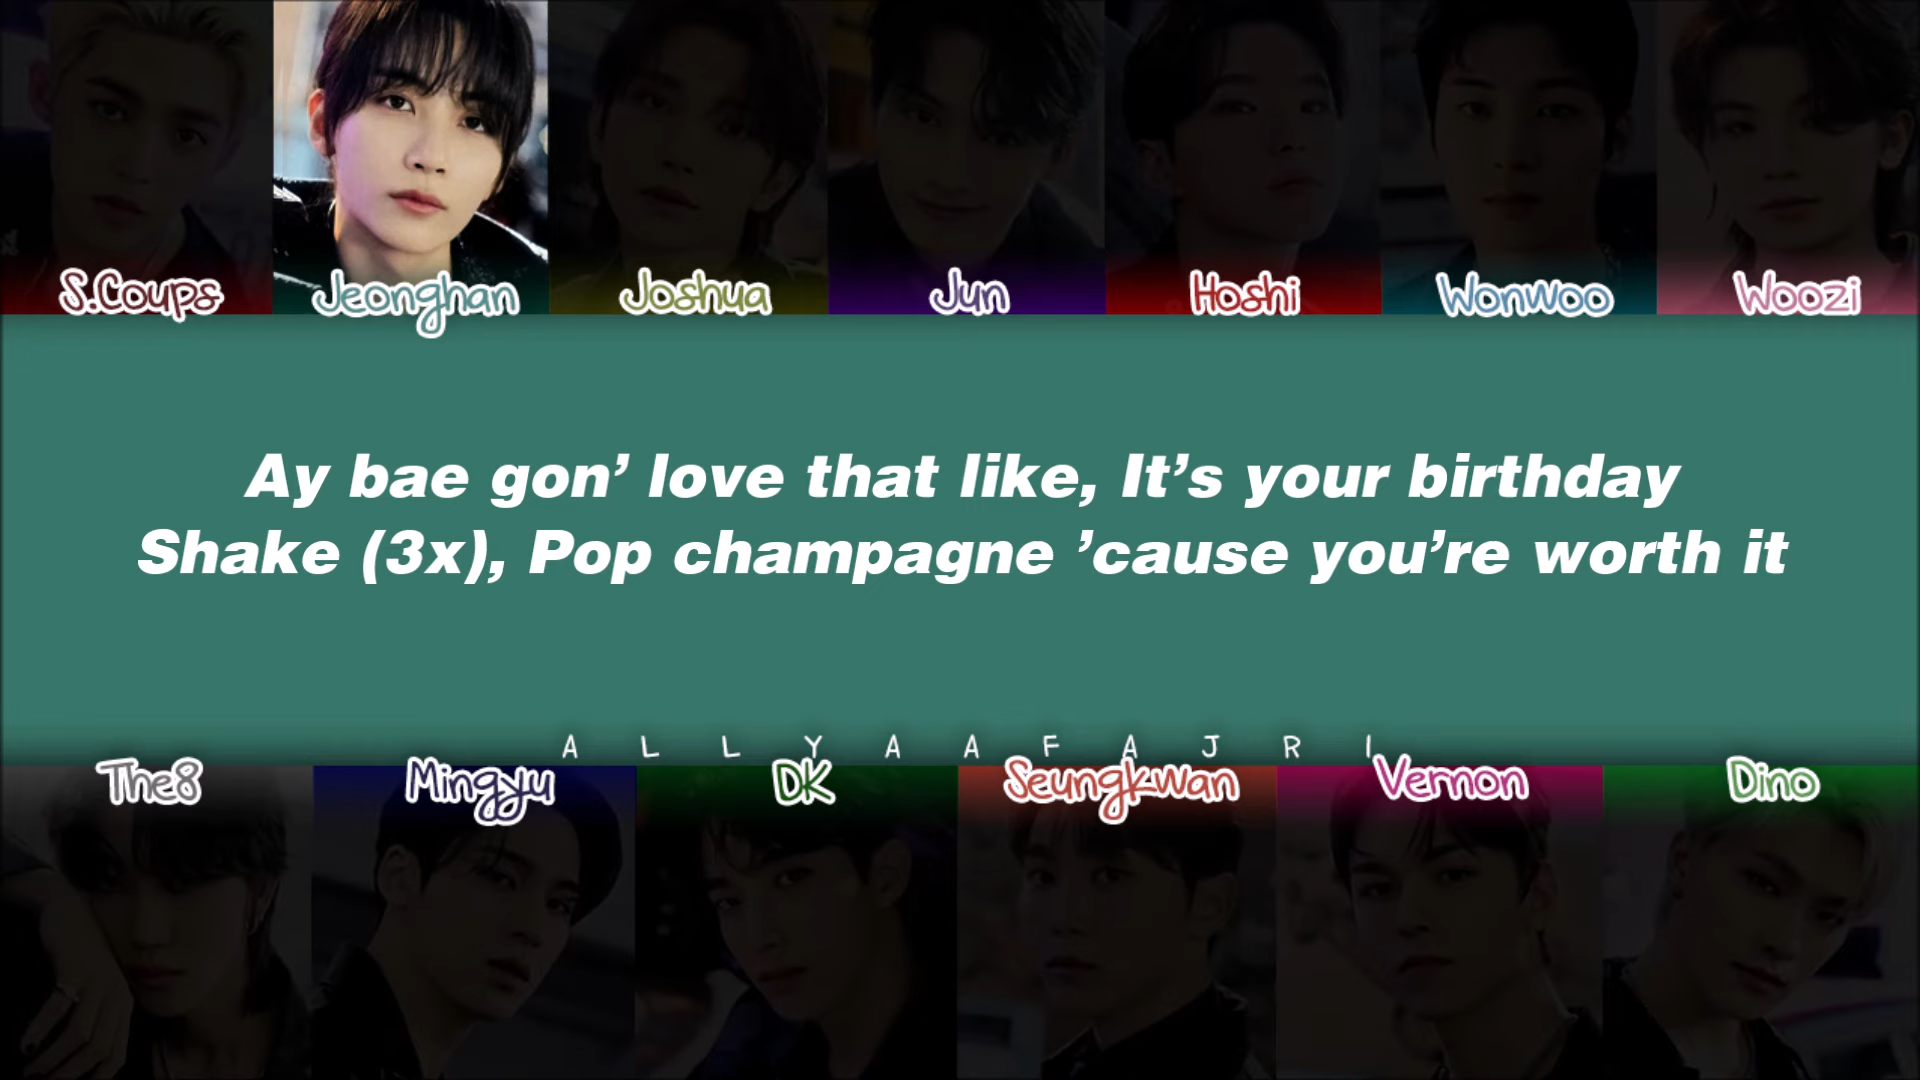 S.Coups Jeonghan Joshua Jun Hoshi Wonwoo Woozi
Ay bae gon’ love that like, It’s your birthday
Shake (3x), Pop champagne ’cause you’re worth it
A L L Y A A F A J R I
The8 Mingyu DK Seungkwan Vernon Dino